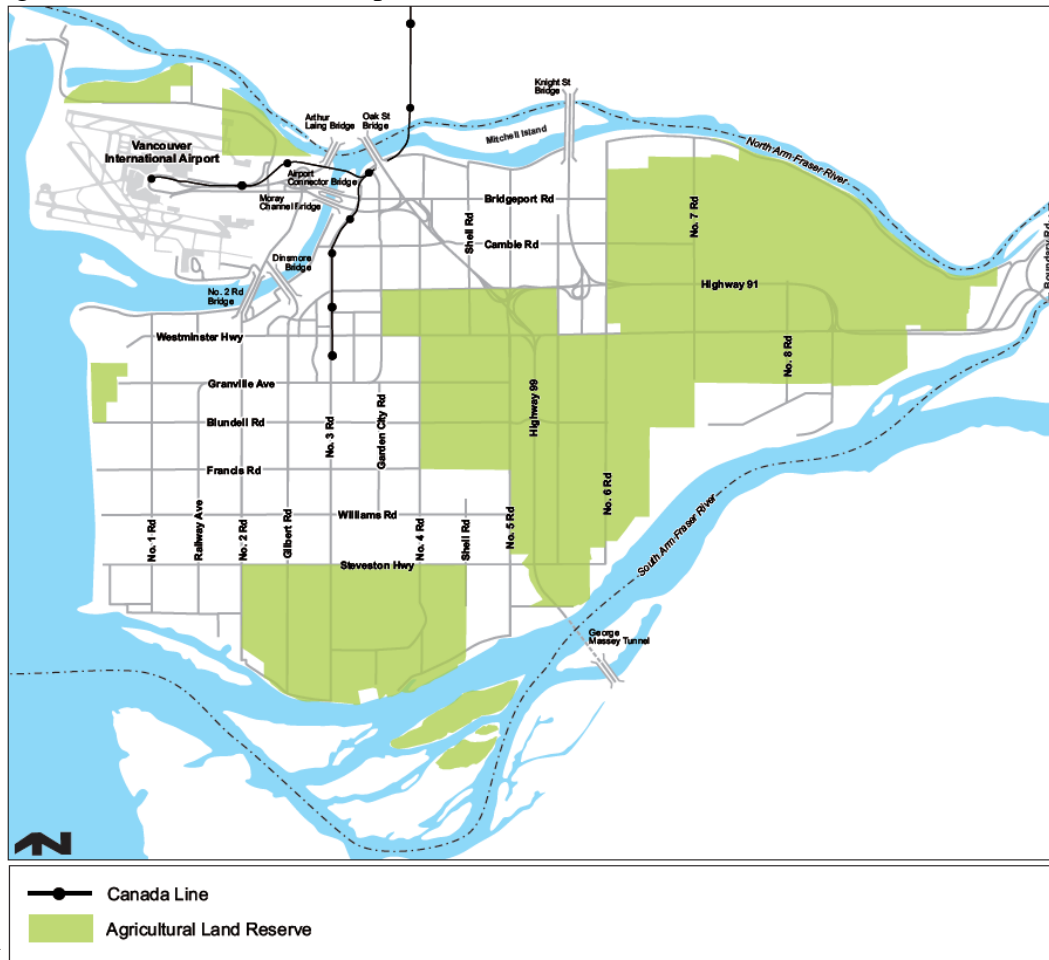 Knight St
Bridge
Arthur
Laing Bridge
Oak St
Bridge
Mitchell Island
North Arm Fraser River
Vancouver
International Airport
Airport
Connector Bridge
Moray
Channel Bridge
Bridgeport Rd
Shell Rd
No. 7 Rd
Cambie Rd
Boundary Rd
Dinsmore
Bridge
No. 2 Rd
Bridge
Highway 91
Westminster Hwy
No. 8 Rd
Granville Ave
Highway 99
Blundell Rd
No. 3 Rd
Garden City Rd
Francis Rd
No. 6 Rd
Williams Rd
No. 1 Rd
Railway Ave
No. 2 Rd
Gilbert Rd
No. 4 Rd
Shell Rd
No. 5 Rd
South Arm Fraser River
Steveston Hwy
George
Massey Tunnel
N
Canada Line
Agricultural Land Reserve